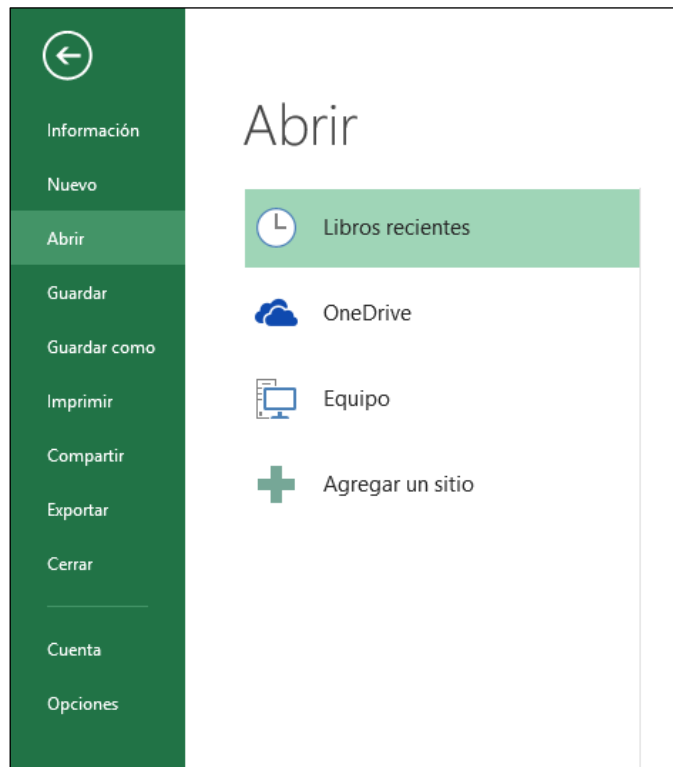 Información
Nuevo
Abrir
Guardar
Guardar como
Imprimir
Compartir
Exportar
Cerrar
Cuenta
Opciones
Abrir
Libros recientes
OneDrive
Equipo
Agregar un sitio